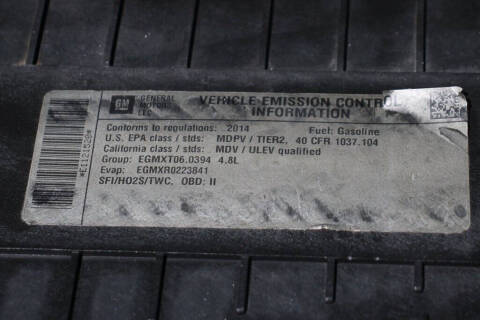 GM GENERAL MOTORS LLC
VEHICLE EMISSION CONTROL
INFORMATION
Conforms to regulations: 2014 Fuel: Gasoline
U.S. EPA class / stds: MDPV / TIER2, 40 CFR 1037.104
California class / stds: MDV / ULEV qualified
Group: EGMXT06.0394 4.8L
Evap: EGMXR0223841
SFI/HO2S/TWC, OBD: II